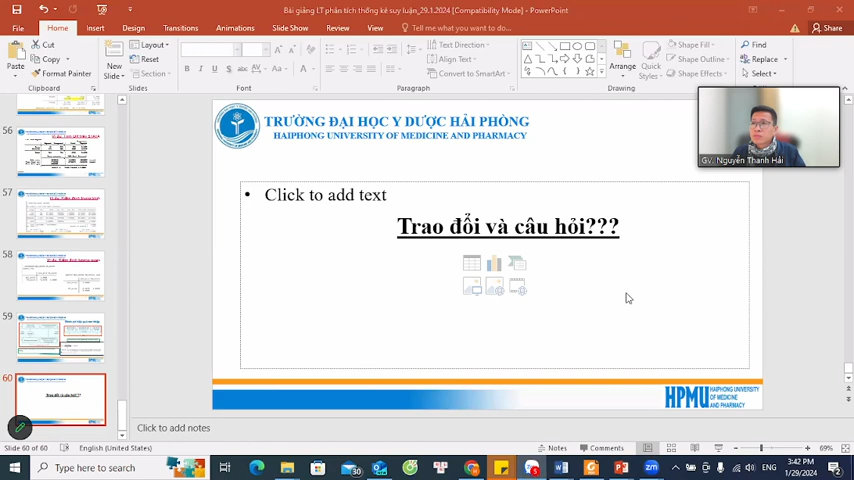 Bài giảng LT phân tích thống kê suy luận_29.1.2024 [Compatibility Mode] - PowerPoint
File Home Insert Design Transitions Animations Slide Show Review View Tell me what you want to do... Share
Paste
Cut
Copy
Format Painter
Clipboard
New Slide
Layout
Reset
Section
Slides
Font
Paragraph
Text Direction
Align Text
Convert to SmartArt
Arrange
Quick Styles
Shape Fill
Shape Outline
Shape Effects
Drawing
Find
Replace
Select
Editing
GV. Nguyễn Thanh Hải
56
57
58
59
60
TRƯỜNG ĐẠI HỌC Y DƯỢC HẢI PHÒNG
HAIPHONG UNIVERSITY OF MEDICINE AND PHARMACY
• Click to add text
Trao đổi và câu hỏi???
HPMU HAIPHONG UNIVERSITY
OF MEDICINE
AND PHARMACY
Click to add notes
Slide 60 of 60 English (United States) Notes Comments 69%
Type here to search
30
5
ENG
3:42 PM
1/29/2024
2